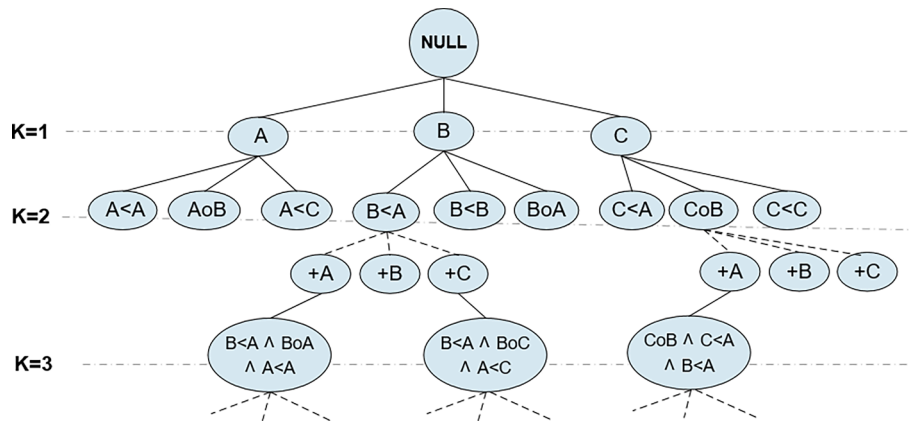 NULL
K=1
A
B
C
K=2
A<A
AoB
A<C
B<A
B<B
BoA
C<A
CoB
C<C
+A
+B
+C
+A
+B
+C
K=3
B<A ∧ BoA
∧ A<A
B<A ∧ BoC
∧ A<C
CoB ∧ C<A
∧ B<A